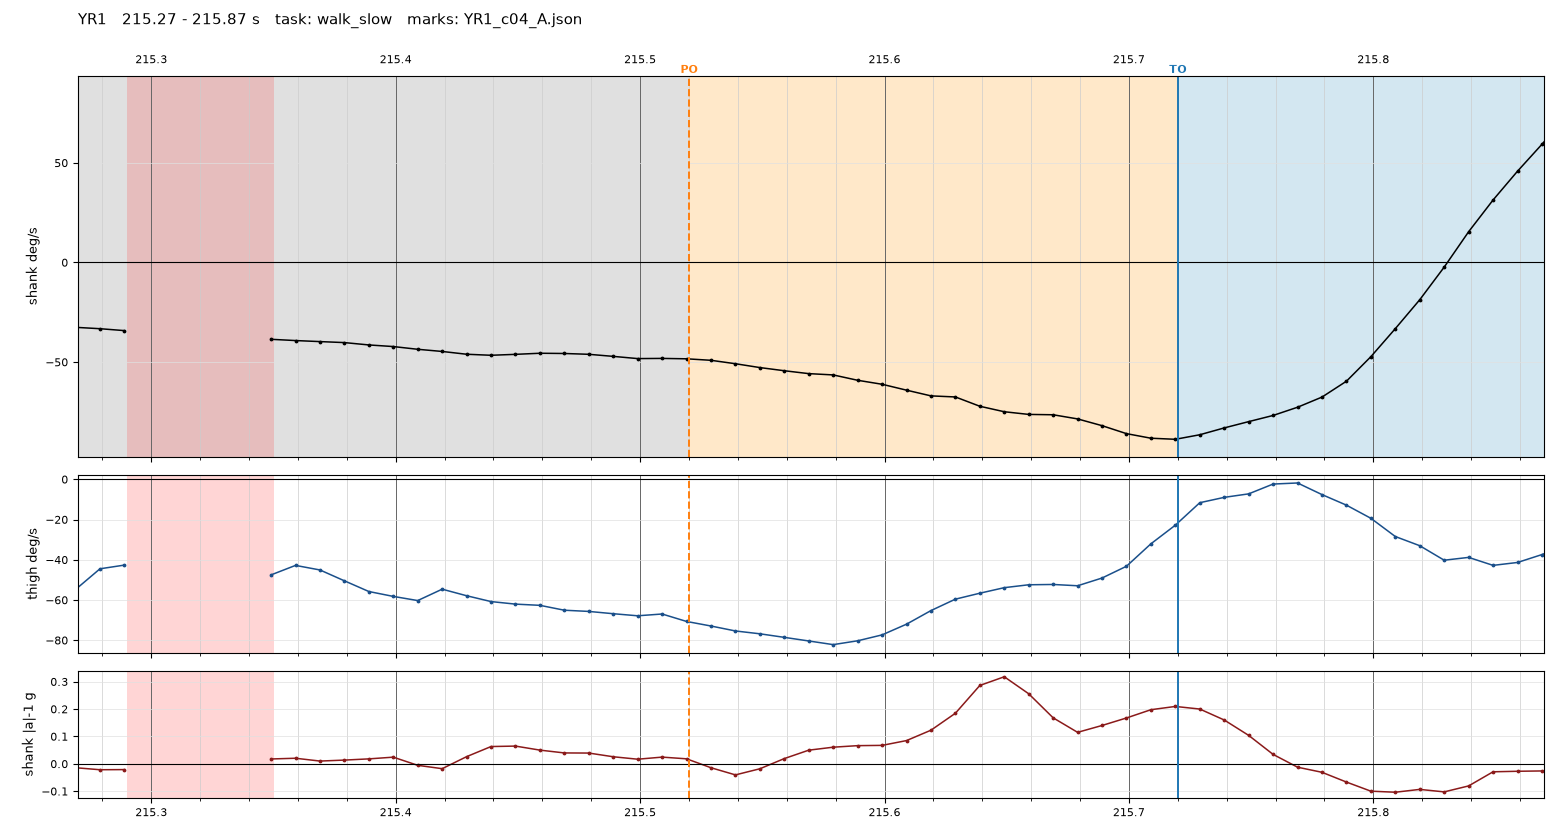 YR1   215.27 - 215.87 s   task: walk_slow   marks: YR1_c04_A.json
215.3 215.4 215.5 215.6 215.7 215.8
PO TO
50
0
−50
shank deg/s
0
−20
−40
−60
−80
thigh deg/s
0.3
0.2
0.1
0.0
−0.1
shank |a|-1 g
215.3 215.4 215.5 215.6 215.7 215.8